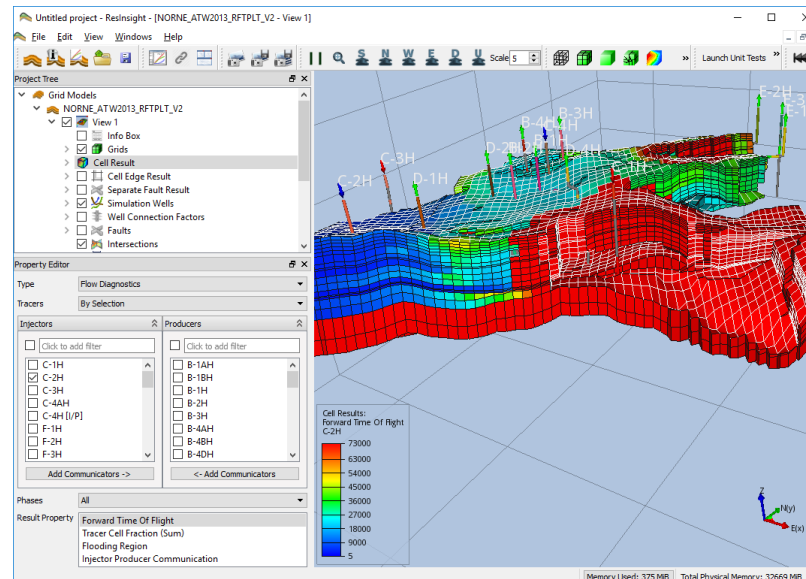 Untitled project - ResInsight - [NORNE_ATW2013_RFTPLT_V2 - View 1]
File Edit View Windows Help
S N W E D U Scale 5 » Launch Unit Tests »
Project Tree
Grid Models
NORNE_ATW2013_RFTPLT_V2
View 1
Info Box
Grids
Cell Result
Cell Edge Result
Separate Fault Result
Simulation Wells
Well Connection Factors
Faults
Intersections
Property Editor
Type Flow Diagnostics
Tracers By Selection
Injectors Producers
Click to add filter Click to add filter
C-1H B-1AH
C-2H B-1BH
C-3H B-1H
C-4AH B-2H
C-4H [I/P] B-3H
F-1H B-4AH
F-2H B-4BH
F-3H B-4DH
Add Communicators -> <- Add Communicators
Phases All
Result Property Forward Time Of Flight
Tracer Cell Fraction (Sum)
Flooding Region
Injector Producer Communication
E-2H
B-3H
B-4H
C-3H
C-2H
D-1H
Cell Results:
Forward Time Of Flight
C-2H
73000
63000
54000
45000
36000
27000
18000
9000
5
Z
N(y)
E(x)
Memory Used: 375 MiB Total Physical Memory: 32669 MiB